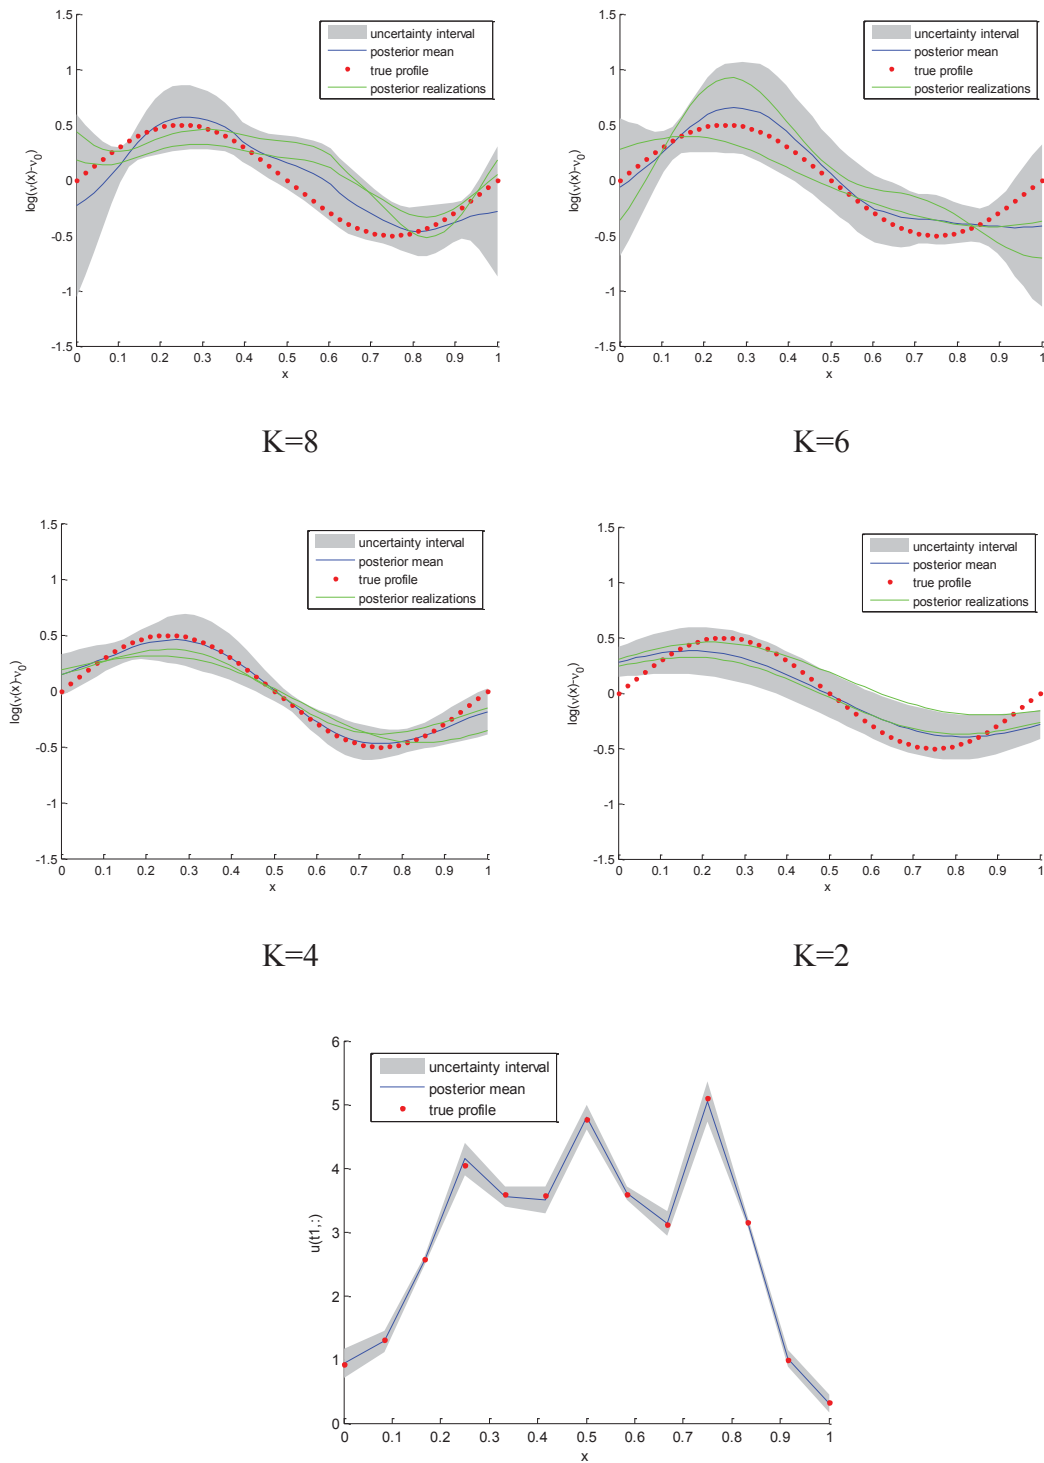 1.5
1
0.5
0
-0.5
-1
-1.5
0 0.1 0.2 0.3 0.4 0.5 0.6 0.7 0.8 0.9 1
x
log(ν(x)-ν0)
uncertainty interval
posterior mean
true profile
posterior realizations
K=8
1.5
1
0.5
0
-0.5
-1
-1.5
0 0.1 0.2 0.3 0.4 0.5 0.6 0.7 0.8 0.9 1
x
log(ν(x)-ν0)
uncertainty interval
posterior mean
true profile
posterior realizations
K=6
1.5
1
0.5
0
-0.5
-1
-1.5
0 0.1 0.2 0.3 0.4 0.5 0.6 0.7 0.8 0.9 1
x
log(ν(x)-ν0)
uncertainty interval
posterior mean
true profile
posterior realizations
K=4
1.5
1
0.5
0
-0.5
-1
-1.5
0 0.1 0.2 0.3 0.4 0.5 0.6 0.7 0.8 0.9 1
x
log(ν(x)-ν0)
uncertainty interval
posterior mean
true profile
posterior realizations
K=2
6
5
4
3
2
1
0
0 0.1 0.2 0.3 0.4 0.5 0.6 0.7 0.8 0.9 1
x
u(t1,:)
uncertainty interval
posterior mean
true profile